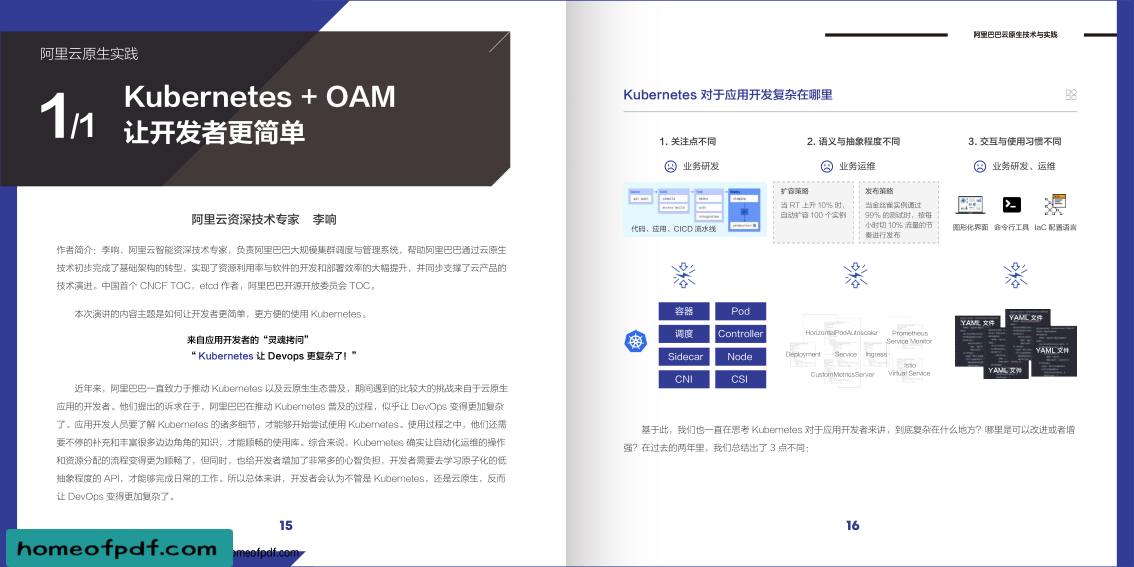 阿里云原生实践
1/1
Kubernetes + OAM
让开发者更简单
阿里云资深技术专家 李响
作者简介：李响，阿里云智能资深技术专家，负责阿里巴巴大规模集群调度与管理系统，帮助阿里巴巴通过云原生
技术初步完成了基础架构的转型，实现了资源利用率与软件的开发和部署效率的大幅提升，并同步支撑了云产品的
技术演进。中国首个 CNCF TOC，etcd 作者，阿里巴巴开源开放委员会 TOC。
本次演讲的内容主题是如何让开发者更简单，更方便的使用 Kubernetes。
来自应用开发者的“灵魂拷问”
“ Kubernetes 让 Devops 更复杂了！”
近年来，阿里巴巴一直致力于推动 Kubernetes 以及云原生生态普及，期间遇到的比较大的挑战来自于云原生
应用的开发者。他们提出的诉求在于，阿里巴巴在推动 Kubernetes 普及的过程，似乎让 DevOps 变得更加复杂
了。应用开发人员要了解 Kubernetes 的诸多细节，才能够开始尝试使用 Kubernetes。使用过程之中，他们还需
要不停的补充和丰富很多边边角角的知识，才能顺畅的使用库。综合来说，Kubernetes 确实让自动化运维的操作
和资源分配的流程变得更为顺畅了，但同时，也给开发者增加了非常多的心智负担，开发者需要去学习原子化的低
抽象程度的 API，才能够完成日常的工作。所以总体来讲，开发者会认为不管是 Kubernetes，还是云原生，反而
让 DevOps 变得更加复杂了。
15
homeofpdf.com
omeofpdf.com
阿里巴巴云原生技术与实践
Kubernetes 对于应用开发复杂在哪里
1. 关注点不同
业务研发
代码、应用、CICD 流水线
容器 Pod
调度 Controller
Sidecar Node
CNI CSI
2. 语义与抽象程度不同
业务运维
扩容策略
当 RT 上升 10% 时，
自动扩容 100 个实例
发布策略
当金丝雀实例通过
99% 的测试时，按每
小时切 10% 流量的节
奏进行发布
HorizontalPodAutoscaler
Prometheus
Service Monitor
Deployment
Service
Ingress
Istio
Virtual Service
CustomMetricsServer
3. 交互与使用习惯不同
业务研发、运维
图形化界面 命令行工具 IaC 配置语言
YAML 文件
YAML 文件
YAML 文件
YAML 文件
基于此，我们也一直在思考 Kubernetes 对于应用开发者来讲，到底复杂在什么地方？哪里是可以改进或者增
强？在过去的两年里，我们总结出了 3 点不同：
16